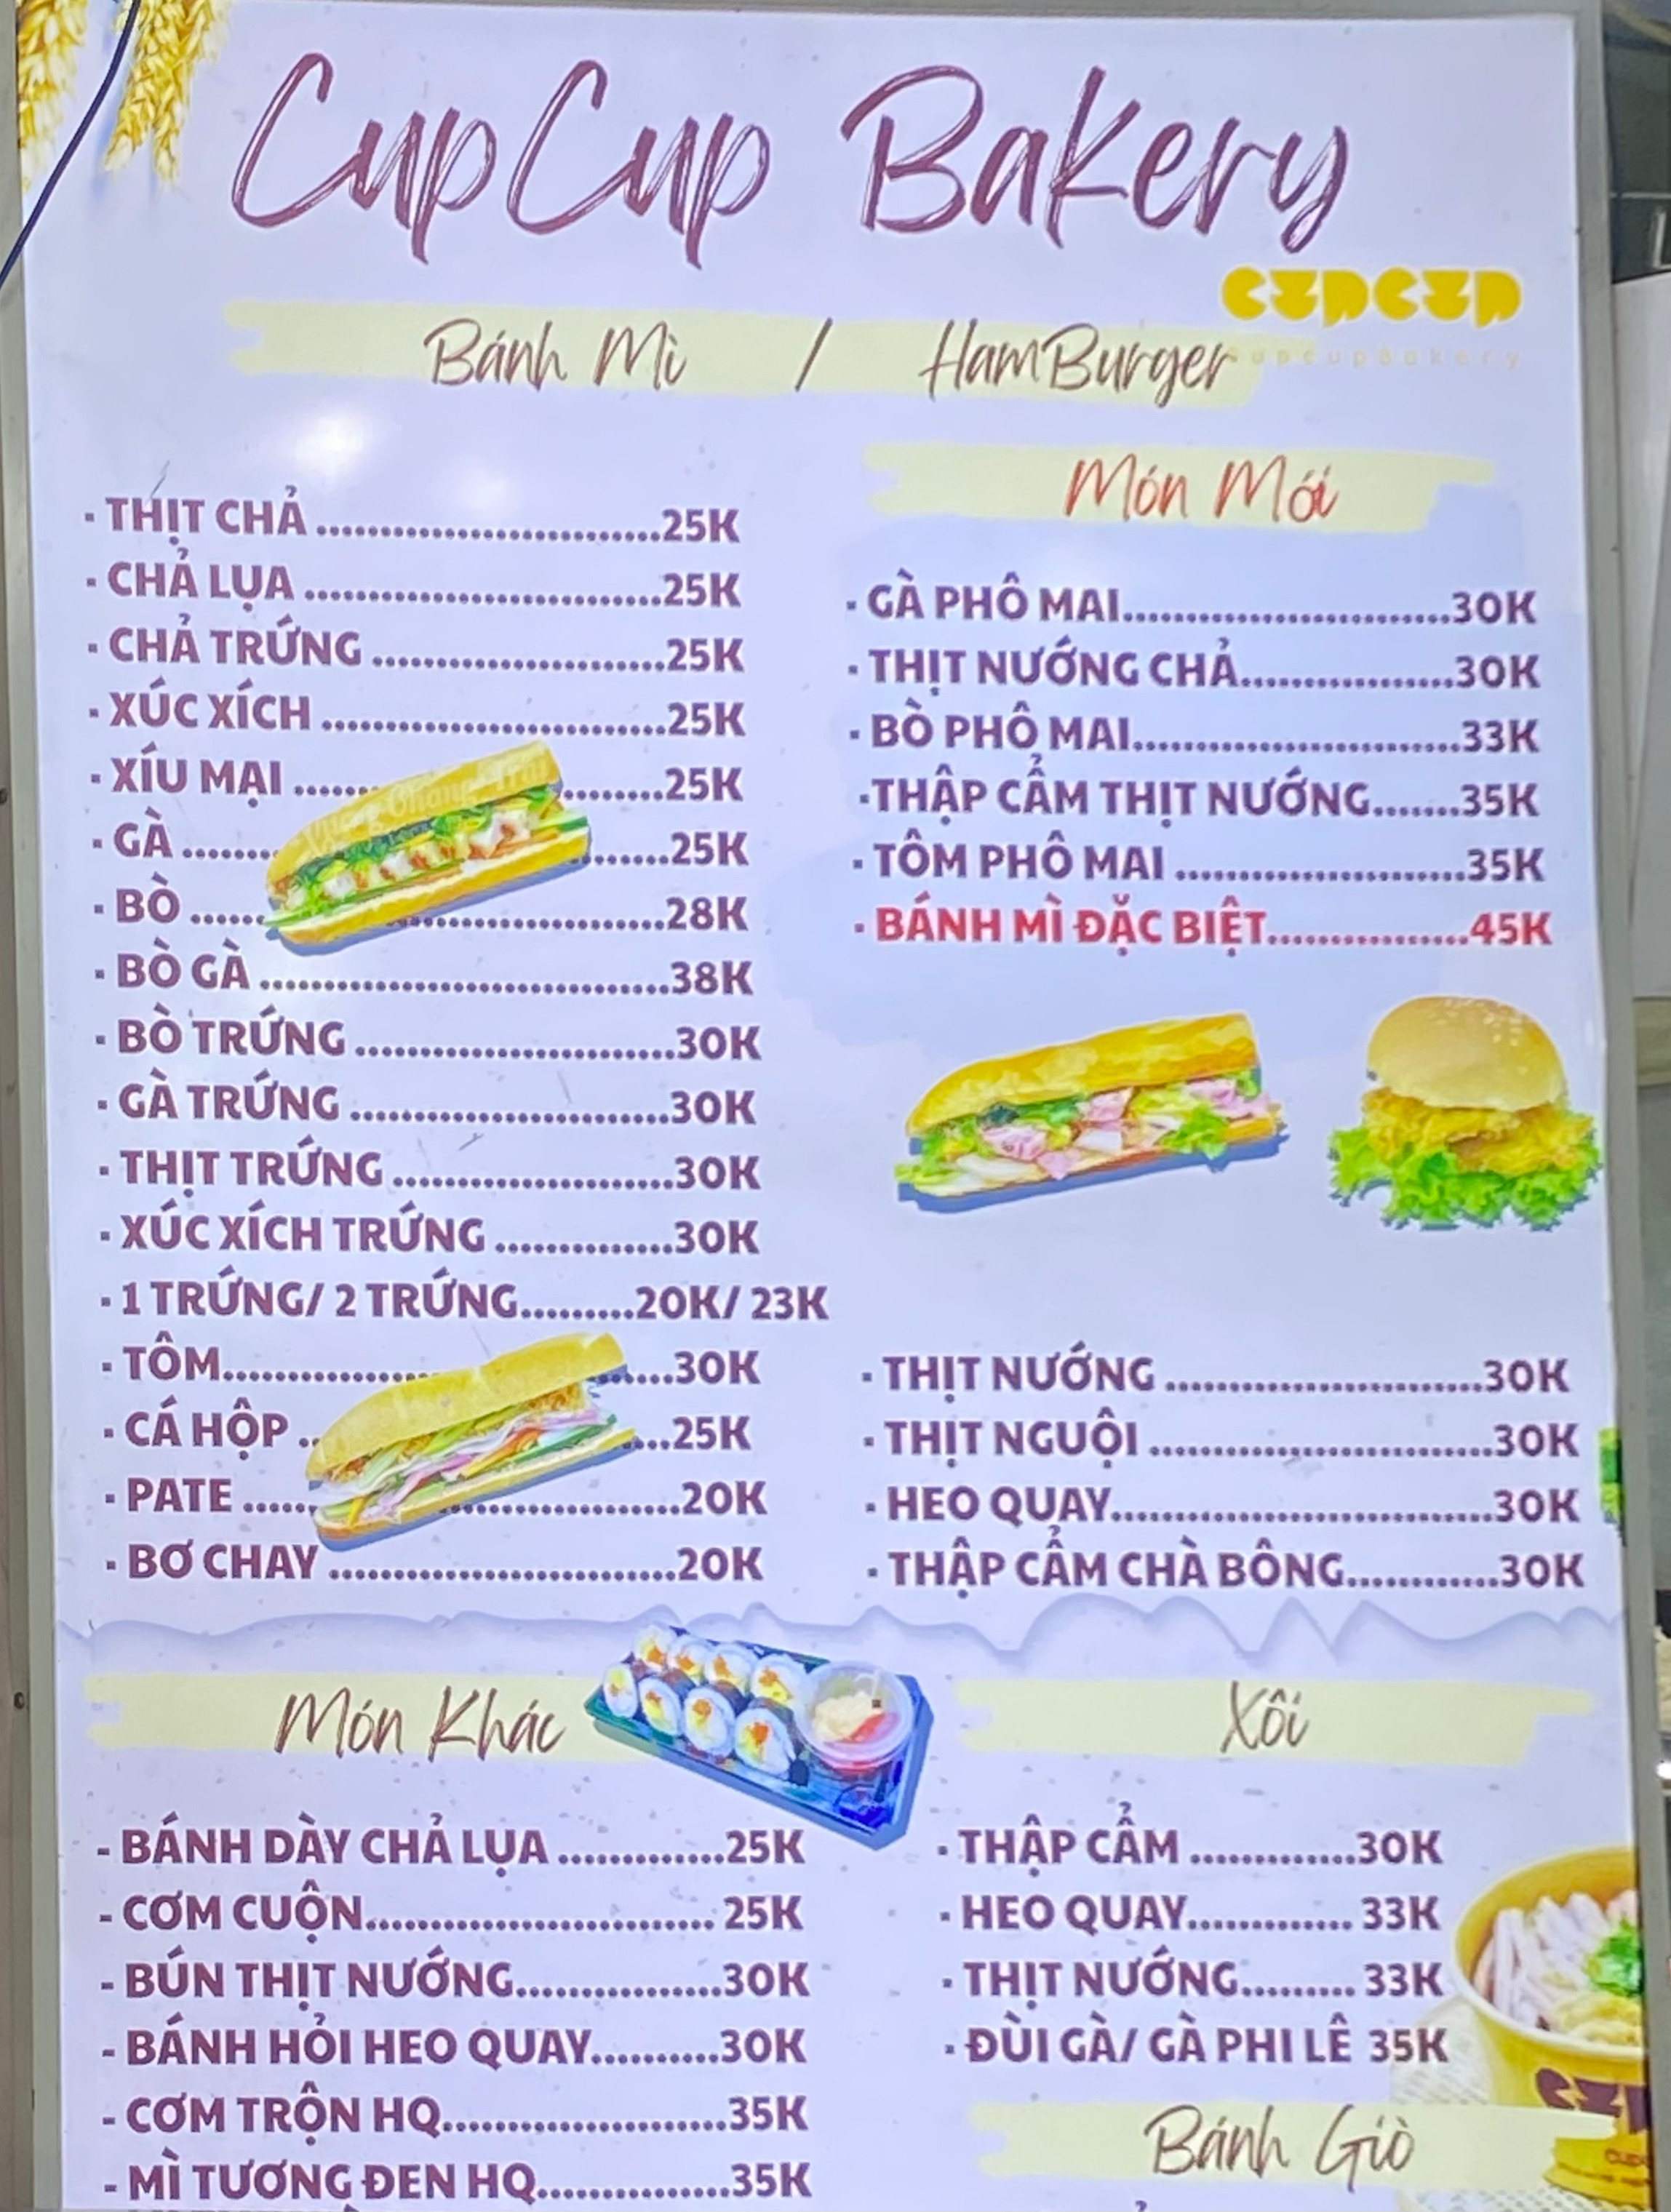 CupCup Bakery
CUPCUP
CupcupBakery
Bánh Mì / HamBurger
· THỊT CHẢ ........................... 25K
· CHẢ LỤA ............................ 25K
· CHẢ TRỨNG ....................... 25K
· XÚC XÍCH ........................... 25K
· XÍU MẠI ............... 25K
· GÀ ............... 25K
· BÒ ........................... 28K
· BÒ GÀ ................................ 38K
· BÒ TRỨNG ......................... 30K
· GÀ TRỨNG ......................... 30K
· THỊT TRỨNG ...................... 30K
· XÚC XÍCH TRỨNG .............. 30K
· 1 TRỨNG/ 2 TRỨNG......... 20K/ 23K
· TÔM....................... 30K
· CÁ HỘP ..... 25K
· PATE ......................... 20K
· BƠ CHAY ........................... 20K
Món Mới
· GÀ PHÔ MAI.......................... 30K
· THỊT NƯỚNG CHẢ................. 30K
· BÒ PHÔ MAI.......................... 33K
·THẬP CẨM THỊT NƯỚNG....... 35K
· TÔM PHÔ MAI ....................... 35K
· BÁNH MÌ ĐẶC BIỆT................ 45K
· THỊT NƯỚNG ......................... 30K
· THỊT NGUỘI ........................... 30K
· HEO QUAY.............................. 30K
· THẬP CẨM CHÀ BÔNG............ 30K
Món Khác
- BÁNH DÀY CHẢ LỤA ............. 25K
- CƠM CUỘN........................... 25K
- BÚN THỊT NƯỚNG................ 30K
- BÁNH HỎI HEO QUAY.......... 30K
- CƠM TRỘN HQ...................... 35K
- MÌ TƯƠNG ĐEN HQ............... 35K
Xôi
· THẬP CẨM ............. 30K
· HEO QUAY............. 33K
· THỊT NƯỚNG......... 33K
· ĐÙI GÀ/ GÀ PHI LÊ 35K
Bánh Giò